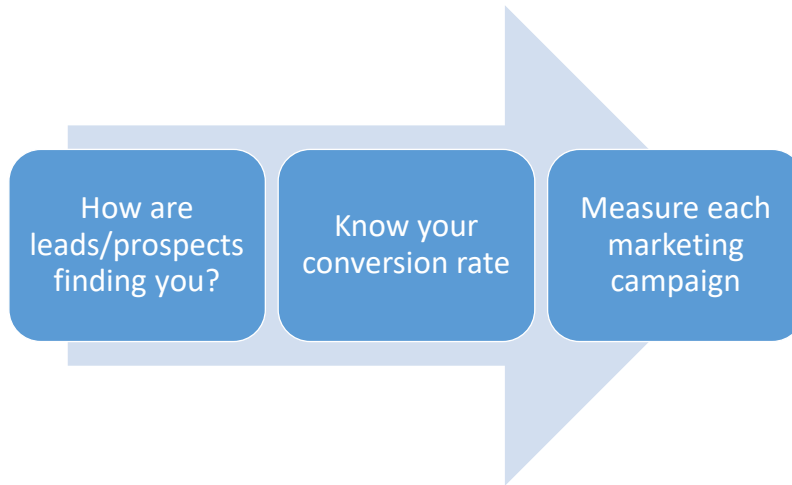 How are
leads/prospects
finding you?
Know your
conversion rate
Measure each
marketing
campaign